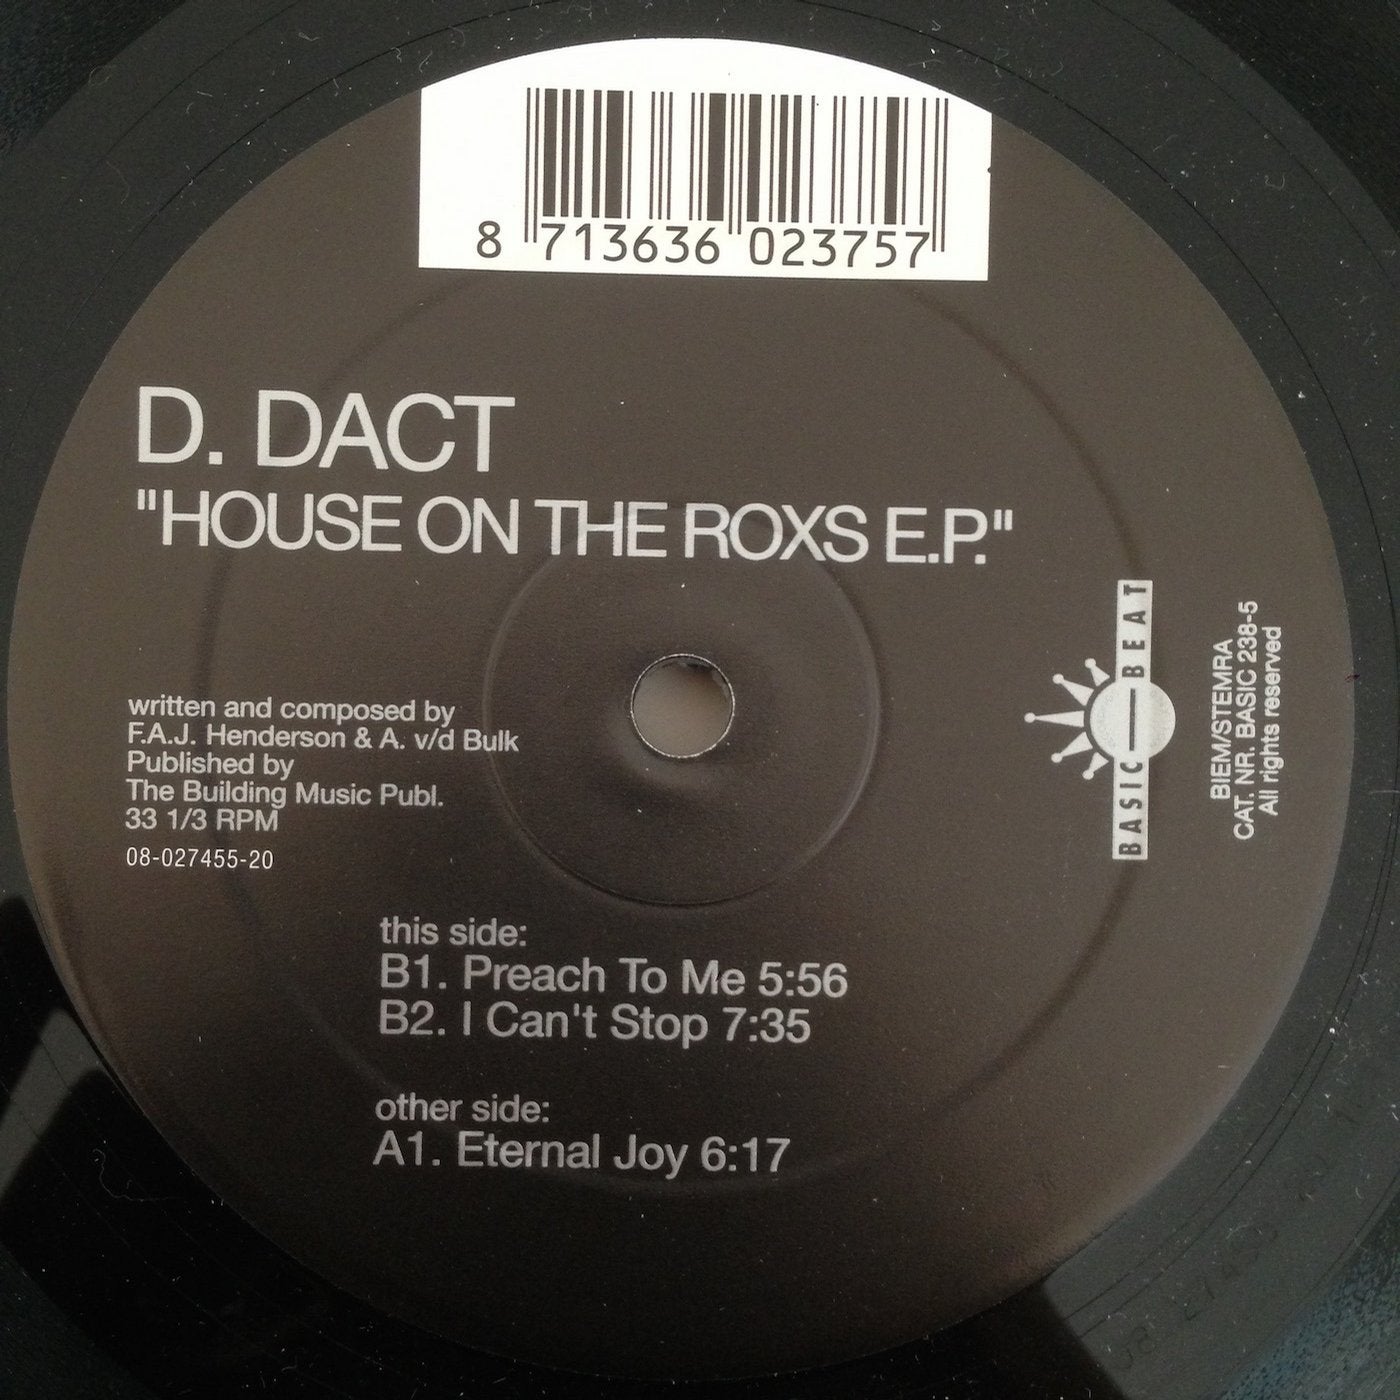 8 713636 023757
D. DACT
"HOUSE ON THE ROXS E.P."
written and composed by
F.A.J. Henderson & A. v/d Bulk
Published by
The Building Music Publ.
33 1/3 RPM
08-027455-20
BASIC BEAT
BIEM/STEMRA
CAT. NR. BASIC 238-5
All rights reserved
this side:
B1. Preach To Me 5:56
B2. I Can't Stop 7:35
other side:
A1. Eternal Joy 6:17